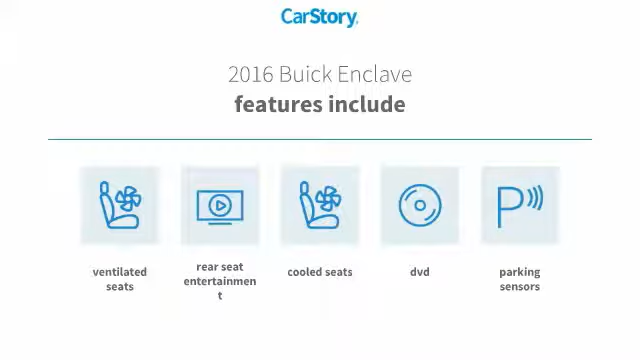 CarStory.
2016 Buick Enclave
features include
ventilated
seats
rear seat
entertainmen
t
cooled seats
dvd
parking
sensors